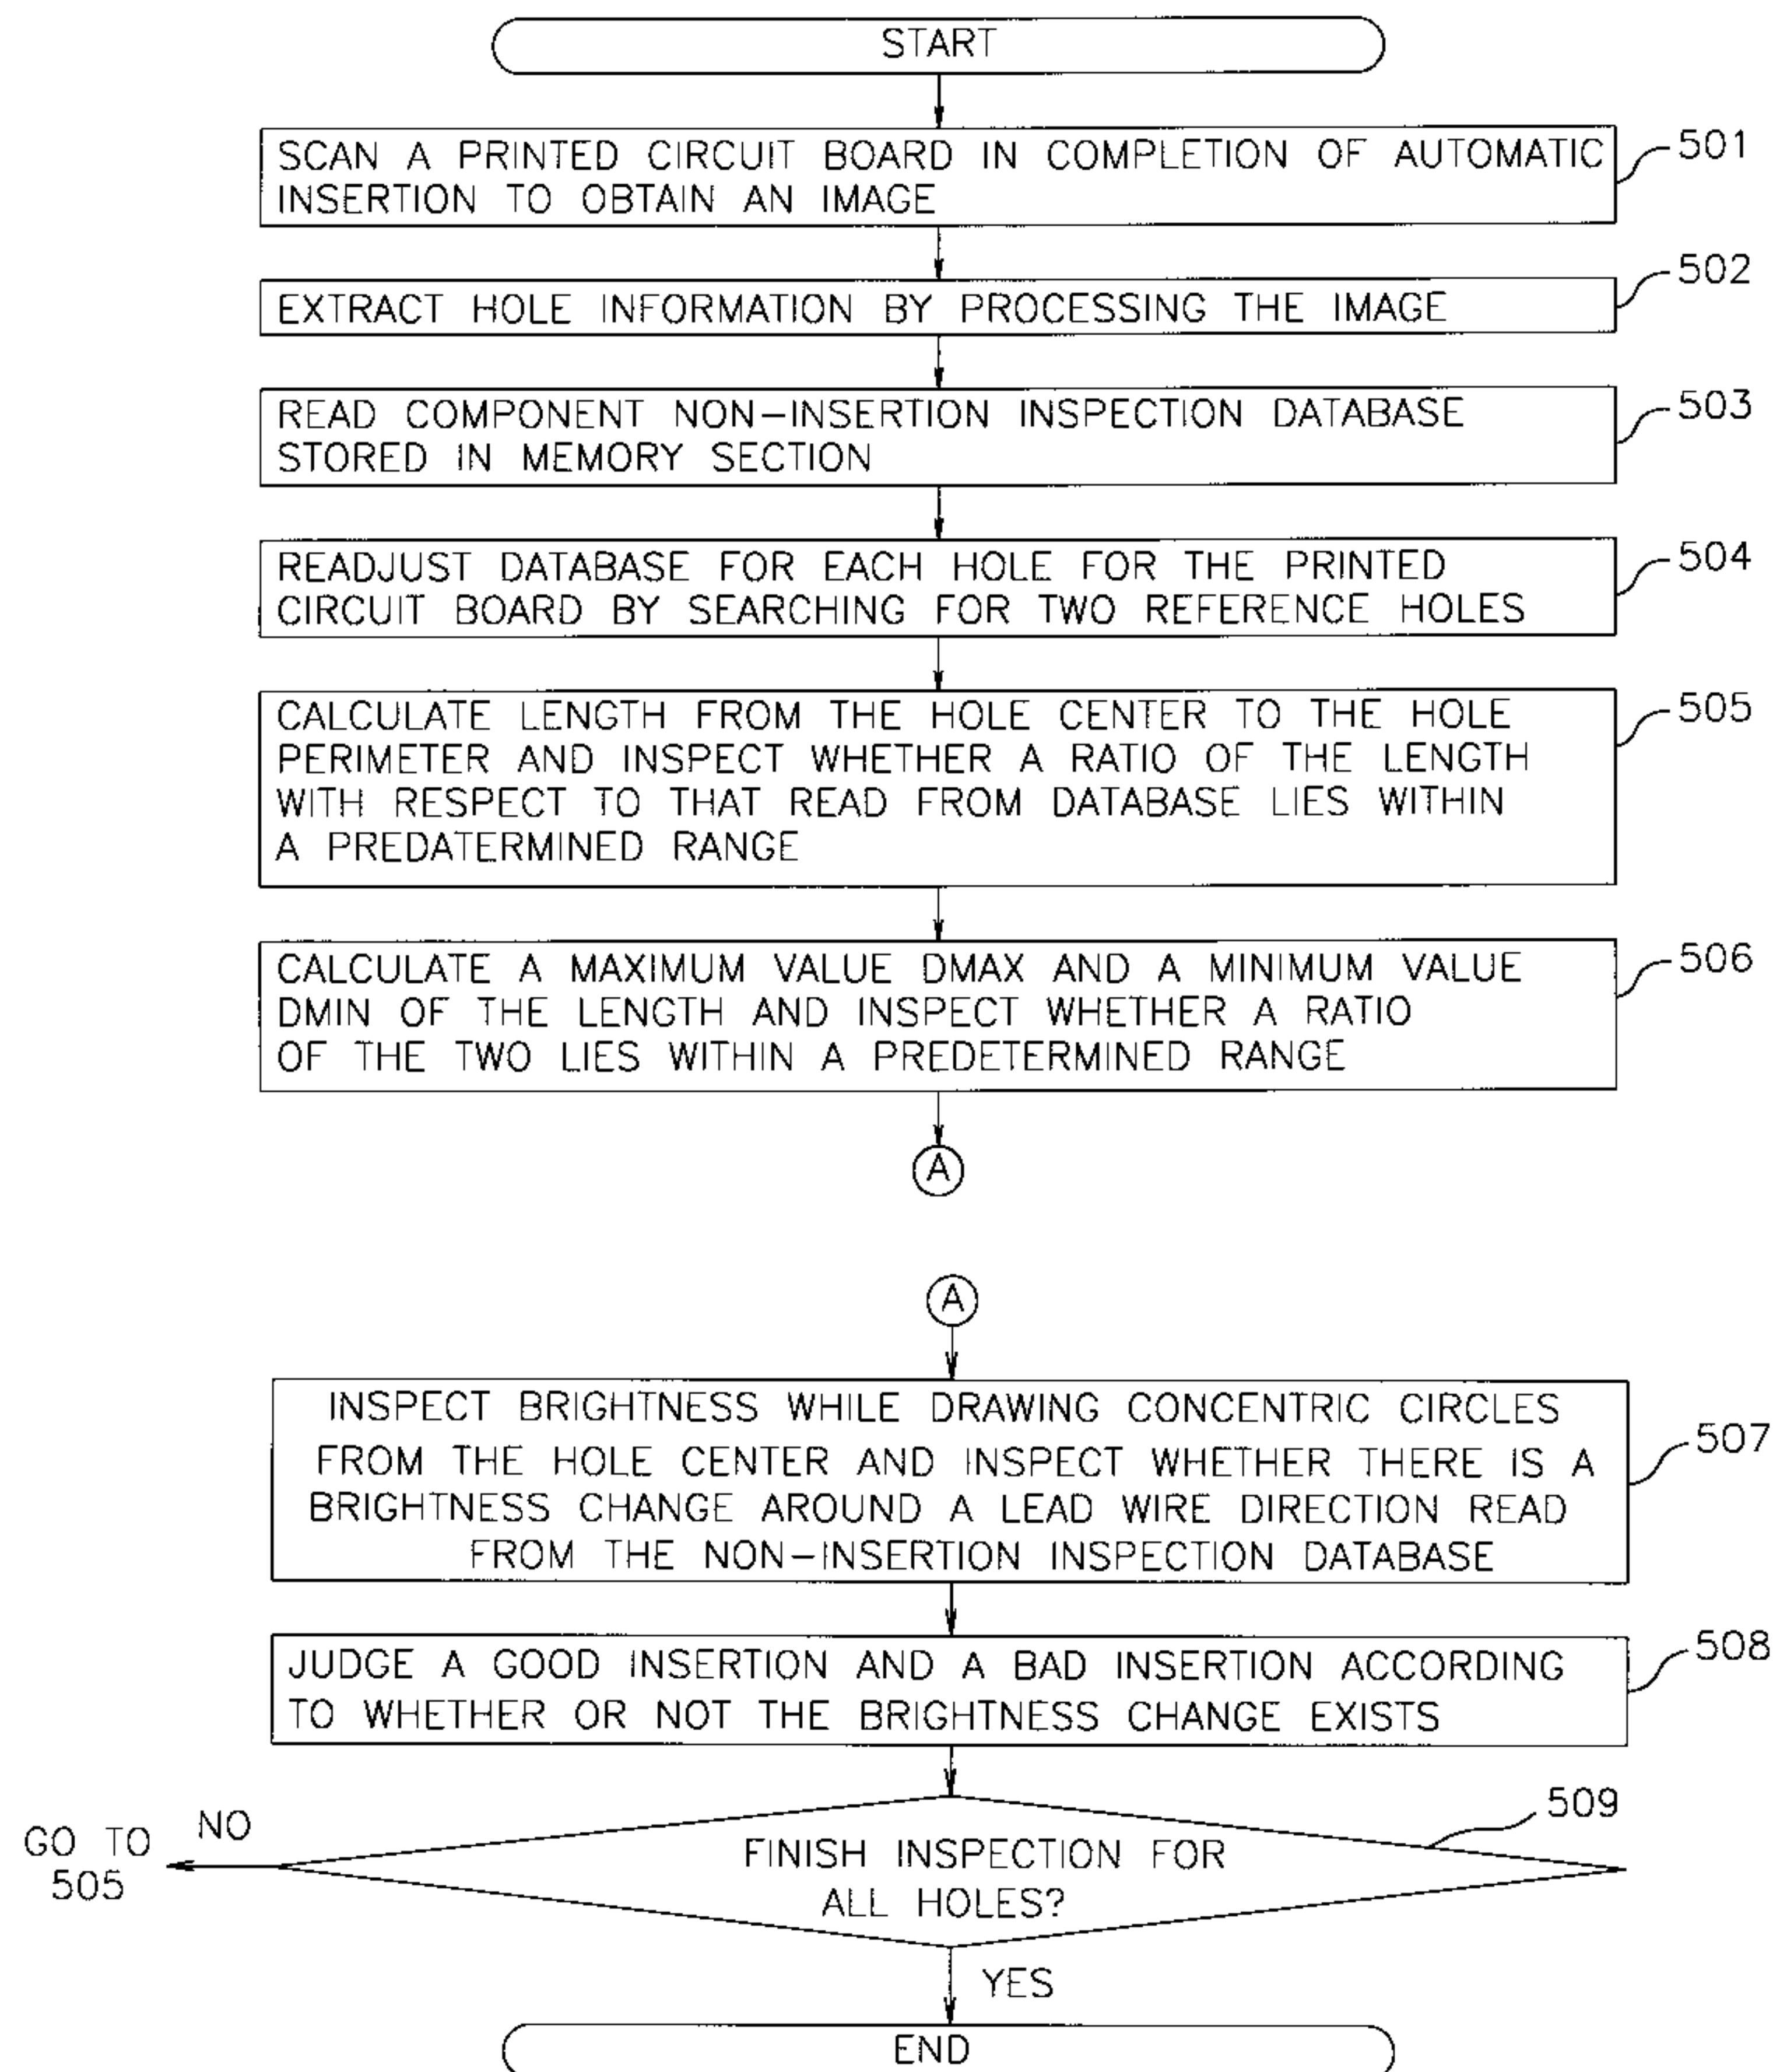 START
SCAN A PRINTED CIRCUIT BOARD IN COMPLETION OF AUTOMATIC
INSERTION TO OBTAIN AN IMAGE
501
EXTRACT HOLE INFORMATION BY PROCESSING THE IMAGE
502
READ COMPONENT NON-INSERTION INSPECTION DATABASE
STORED IN MEMORY SECTION
503
READJUST DATABASE FOR EACH HOLE FOR THE PRINTED
CIRCUIT BOARD BY SEARCHING FOR TWO REFERENCE HOLES
504
CALCULATE LENGTH FROM THE HOLE CENTER TO THE HOLE
PERIMETER AND INSPECT WHETHER A RATIO OF THE LENGTH
WITH RESPECT TO THAT READ FROM DATABASE LIES WITHIN
A PREDATERMINED RANGE
505
CALCULATE A MAXIMUM VALUE DMAX AND A MINIMUM VALUE
DMIN OF THE LENGTH AND INSPECT WHETHER A RATIO
OF THE TWO LIES WITHIN A PREDETERMINED RANGE
506
A
A
INSPECT BRIGHTNESS WHILE DRAWING CONCENTRIC CIRCLES
FROM THE HOLE CENTER AND INSPECT WHETHER THERE IS A
BRIGHTNESS CHANGE AROUND A LEAD WIRE DIRECTION READ
FROM THE NON-INSERTION INSPECTION DATABASE
507
JUDGE A GOOD INSERTION AND A BAD INSERTION ACCORDING
TO WHETHER OR NOT THE BRIGHTNESS CHANGE EXISTS
508
FINISH INSPECTION FOR
ALL HOLES?
509
NO
GO TO
505
YES
END